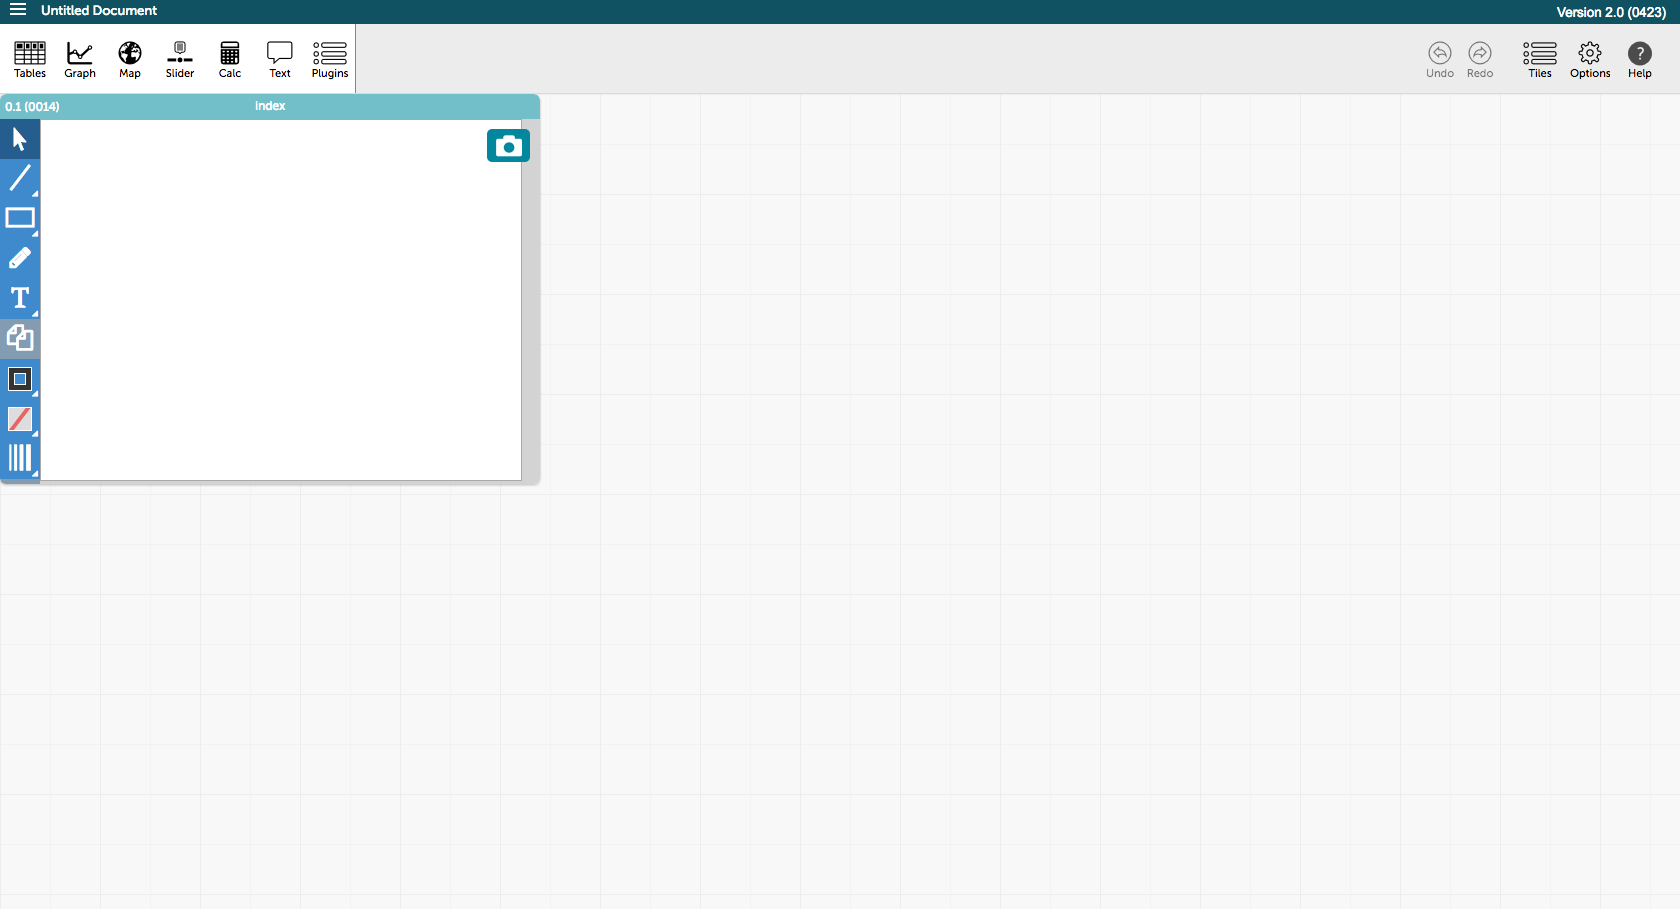 Untitled Document
Version 2.0 (0423)
Tables Graph Map Slider Calc Text Plugins
Undo Redo Tiles Options Help
0.1 (0014) index
T